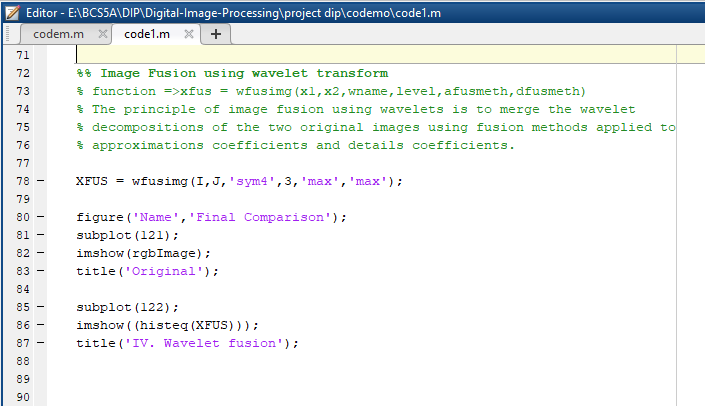 Editor - E:\BCS5A\DIP\Digital-Image-Processing\project dip\codemo\code1.m
codem.m × code1.m × +
71
72 %% Image Fusion using wavelet transform
73 % function =>xfus = wfusimg(x1,x2,wname,level,afusmeth,dfusmeth)
74 % The principle of image fusion using wavelets is to merge the wavelet
75 % decompositions of the two original images using fusion methods applied to
76 % approximations coefficients and details coefficients.
77
78 – XFUS = wfusimg(I,J,'sym4',3,'max','max');
79
80 – figure('Name','Final Comparison');
81 – subplot(121);
82 – imshow(rgbImage);
83 – title('Original');
84
85 – subplot(122);
86 – imshow((histeq(XFUS)));
87 – title('IV. Wavelet fusion');
88
89
90